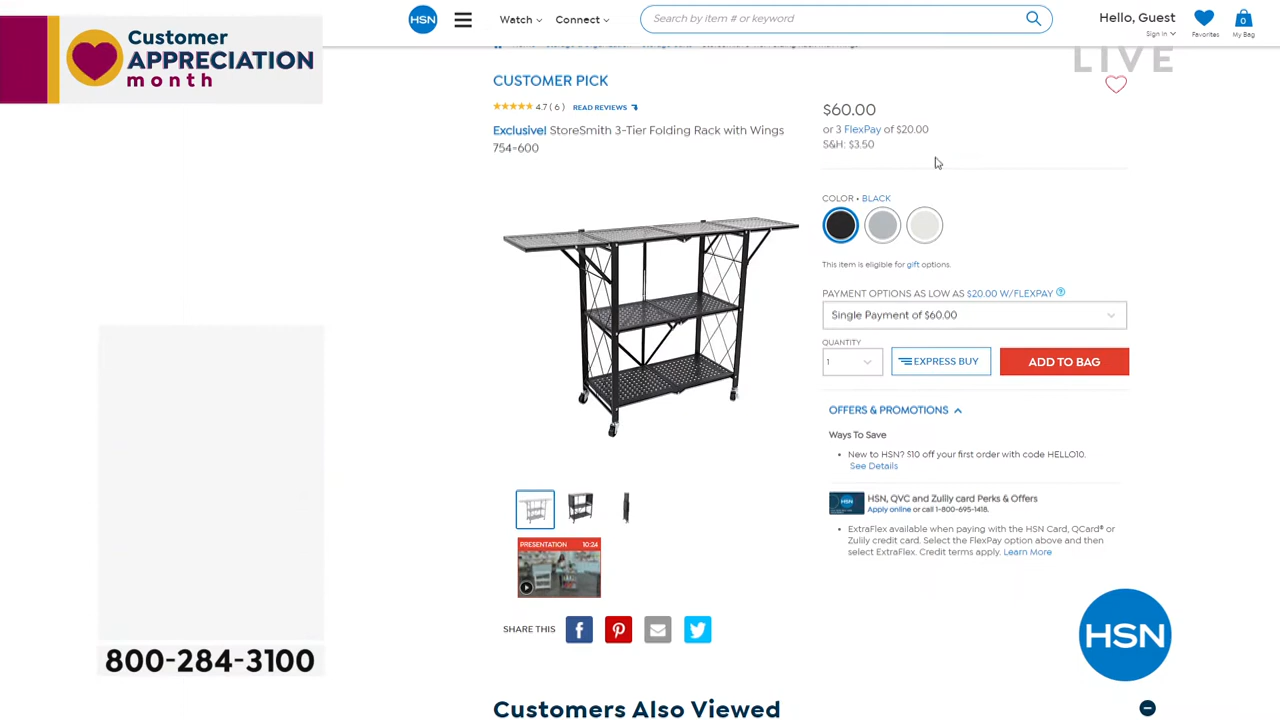 Customer
APPRECIATION
month
HSN
Watch
Connect
Search by item # or keyword
Hello, Guest
Sign In
Favorites
0
My Bag
LIVE
CUSTOMER PICK
4.7 ( 6 ) READ REVIEWS
Exclusive! StoreSmith 3-Tier Folding Rack with Wings
754-600
$60.00
or 3 FlexPay of $20.00
S&H: $3.50
COLOR • BLACK
This item is eligible for gift options.
PAYMENT OPTIONS AS LOW AS $20.00 W/FLEXPAY ?
Single Payment of $60.00
QUANTITY
1
EXPRESS BUY
ADD TO BAG
OFFERS & PROMOTIONS
Ways To Save
• New to HSN? $10 off your first order with code HELLO10.
See Details
HSN
HSN, QVC and Zulily card Perks & Offers
Apply online or call 1-800-695-1418.
• ExtraFlex available when paying with the HSN Card, QCard® or
Zulily credit card. Select the FlexPay option above and then
select ExtraFlex. Credit terms apply. Learn More
PRESENTATION 10:24
SHARE THIS
800-284-3100
HSN
Customers Also Viewed